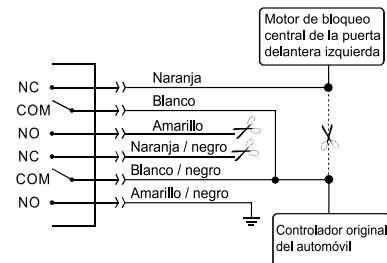 Motor de bloqueo
central de la puerta
delantera izquierda
NC Naranja
COM Blanco
NO Amarillo
NC Naranja / negro
COM Blanco / negro
NO Amarillo / negro
Controlador original
del automóvil